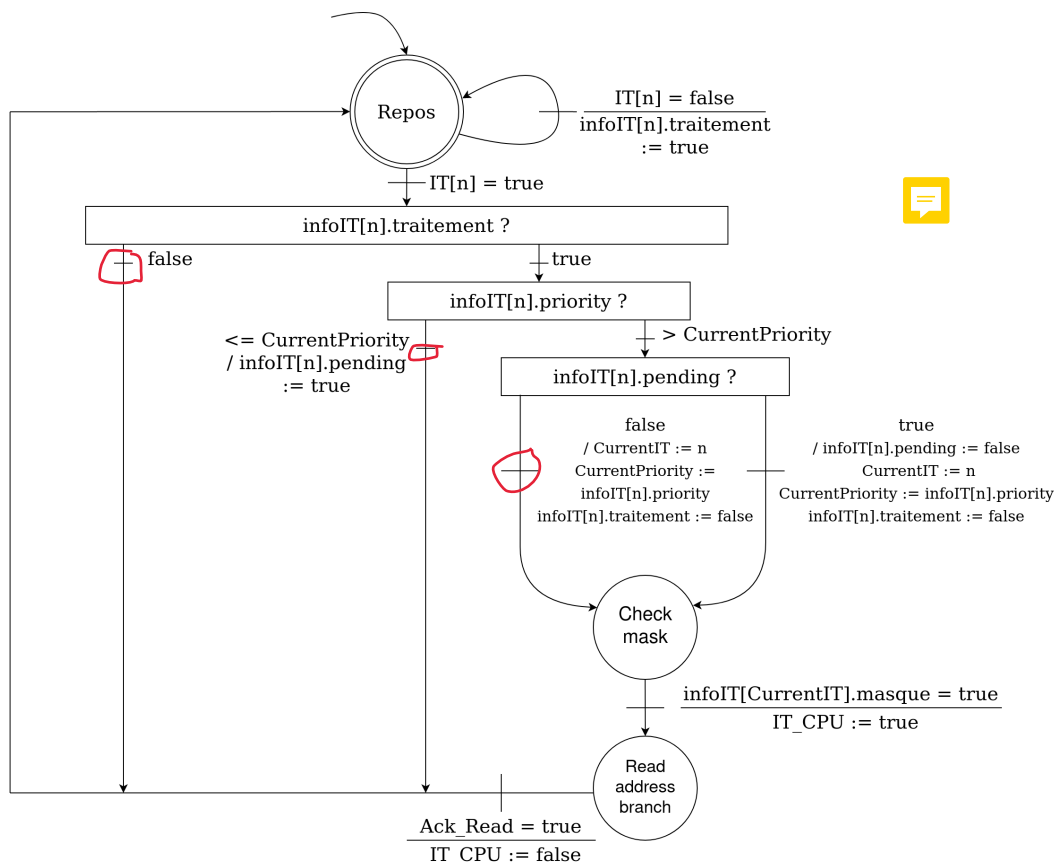 Repos
IT[n] = false
infoIT[n].traitement
:= true
IT[n] = true
infoIT[n].traitement ?
false
true
infoIT[n].priority ?
<= CurrentPriority
/ infoIT[n].pending
:= true
> CurrentPriority
infoIT[n].pending ?
false
/ CurrentIT := n
CurrentPriority :=
infoIT[n].priority
infoIT[n].traitement := false
true
/ infoIT[n].pending := false
CurrentIT := n
CurrentPriority := infoIT[n].priority
infoIT[n].traitement := false
Check
mask
infoIT[CurrentIT].masque = true
IT_CPU := true
Read
address
branch
Ack_Read = true
IT_CPU := false